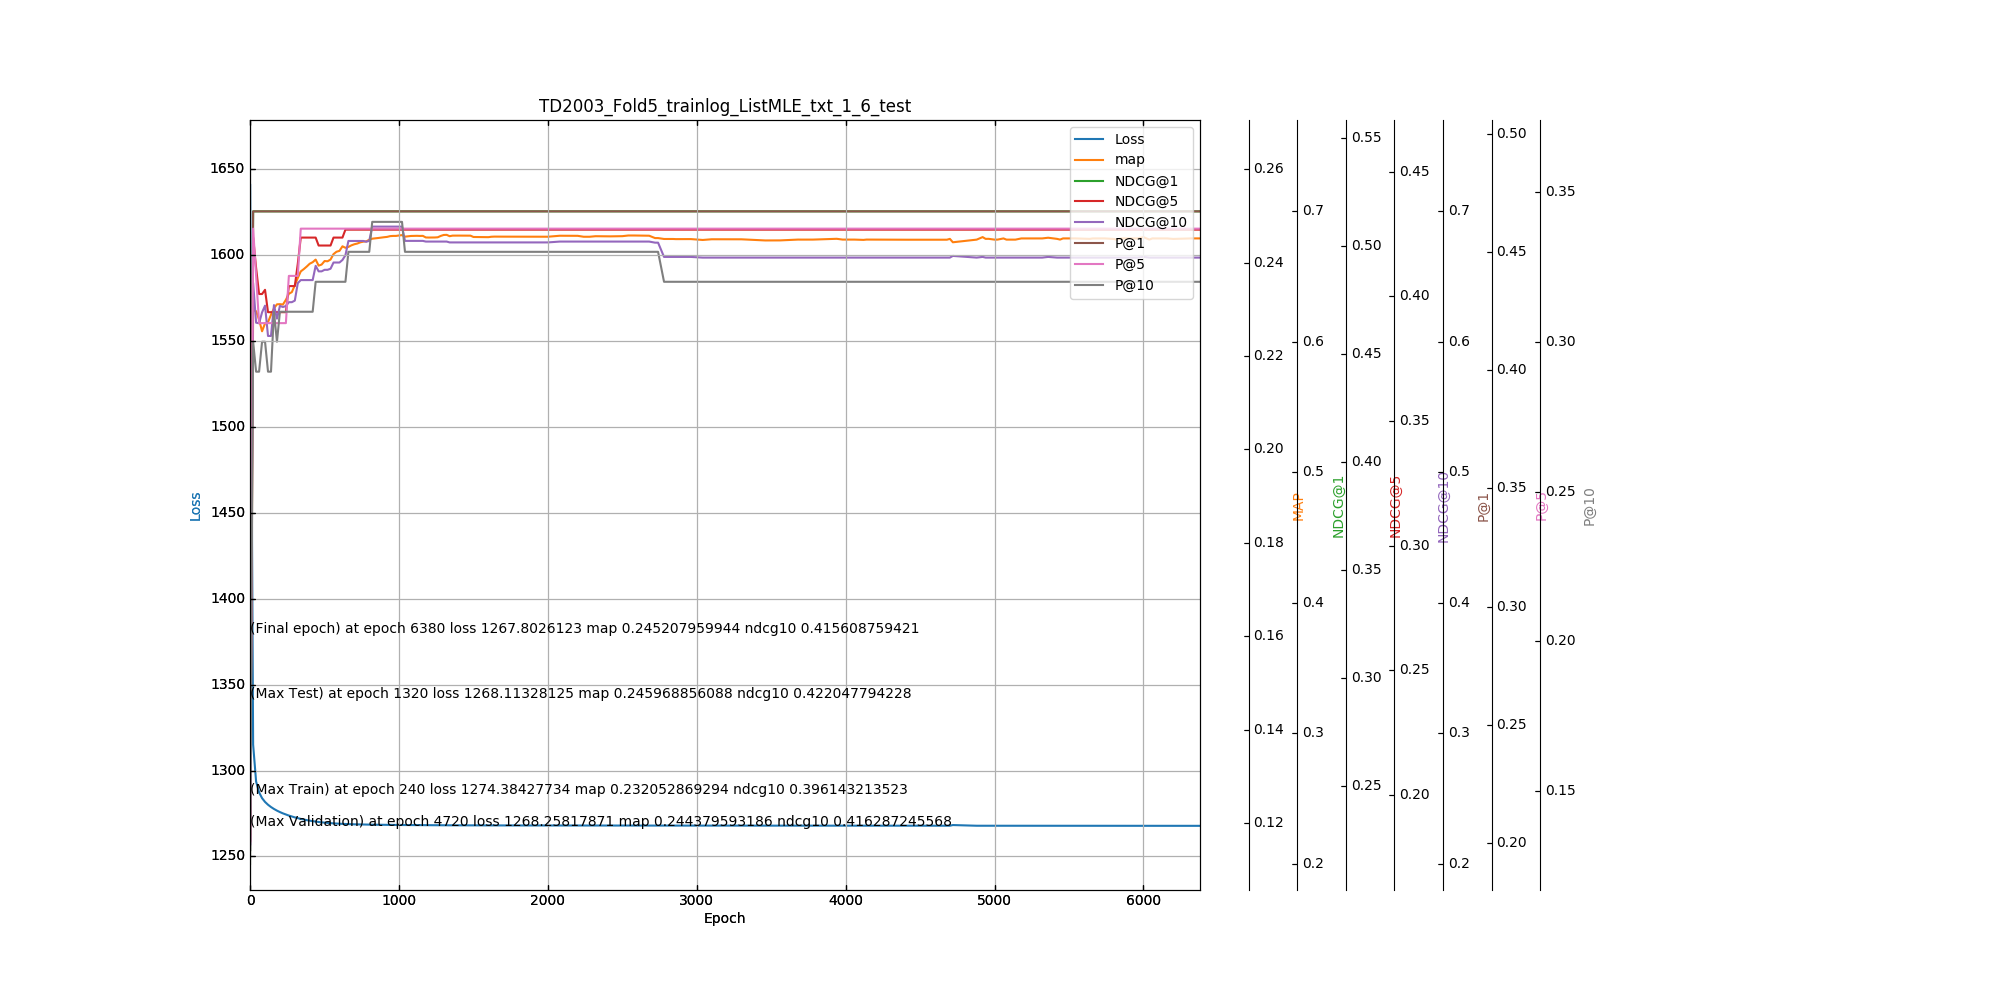 TD2003_Fold5_trainlog_ListMLE_txt_1_6_test
Loss
map
NDCG@1
NDCG@5
NDCG@10
P@1
P@5
P@10
1650
1600
1550
1500
1450
1400
1350
1300
1250
Loss
(Final epoch) at epoch 6380 loss 1267.8026123 map 0.245207959944 ndcg10 0.415608759421
(Max Test) at epoch 1320 loss 1268.11328125 map 0.245968856088 ndcg10 0.422047794228
(Max Train) at epoch 240 loss 1274.38427734 map 0.232052869294 ndcg10 0.396143213523
(Max Validation) at epoch 4720 loss 1268.25817871 map 0.244379593186 ndcg10 0.416287245568
0 1000 2000 3000 4000 5000 6000
Epoch
0.26
0.24
0.22
0.20
0.18
0.16
0.14
0.12
MAP
0.7
0.6
0.5
0.4
0.3
0.2
NDCG@1
0.55
0.50
0.45
0.40
0.35
0.30
0.25
NDCG@5
0.45
0.40
0.35
0.30
0.25
0.20
NDCG@10
0.7
0.6
0.5
0.4
0.3
0.2
P@1
0.50
0.45
0.40
0.35
0.30
0.25
0.20
P@5
0.35
0.30
0.25
0.20
0.15
P@10